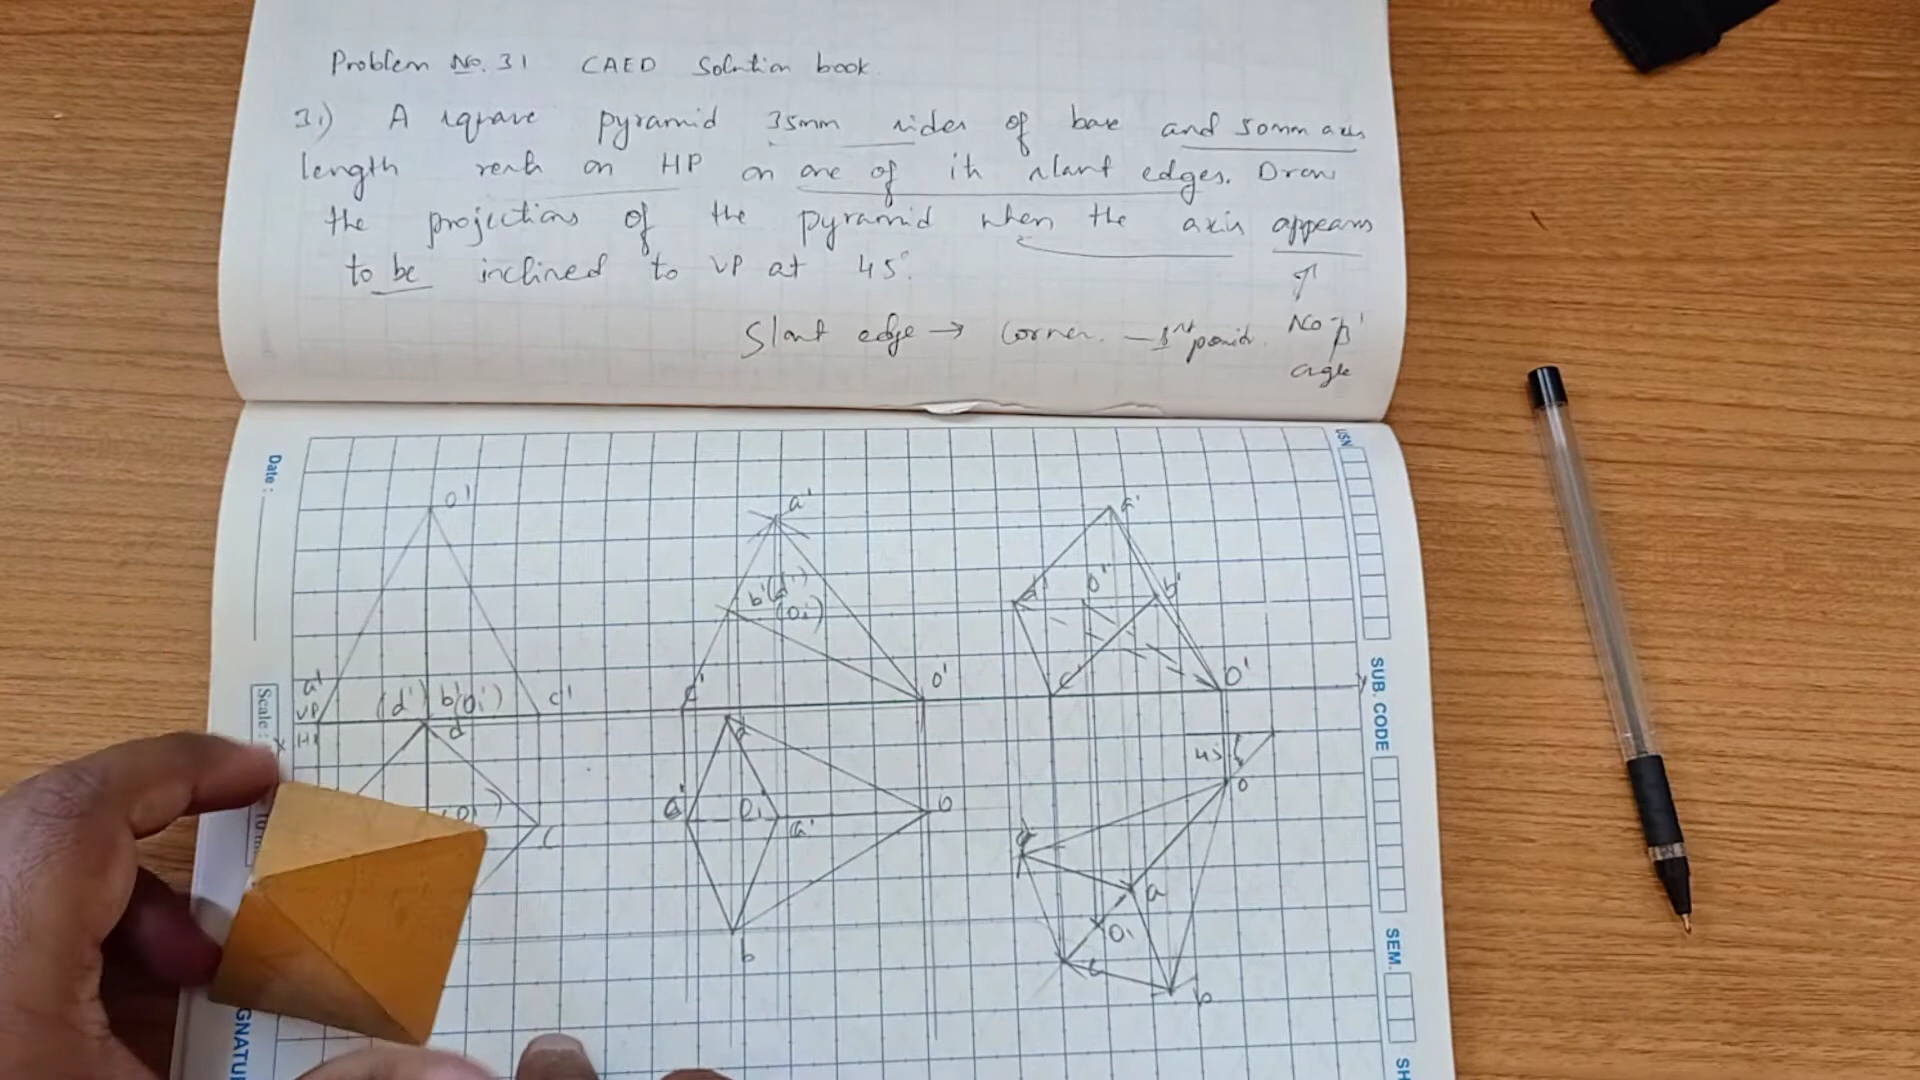 Problem No. 31 CAED Solution book.
31) A square pyramid 35mm sides of base and 50mm axis
length rests on HP on one of its slant edges. Draw
the projections of the pyramid when the axis appears
to be inclined to VP at 45°.
Slant edge → Corner. – 1st position.
↑
No β
angle
USN
Date :
Scale :
SUB. CODE
SEM.
SH
GNATU
o'
a'
VP
(d') b'(o₁')
c'
d
c
a'
b'(d')
(o₁')
c'
o'
d
o₁
(a')
o
b
a'
d'
o'
b'
c'
o'
45°
o
d
a
o₁
c
b